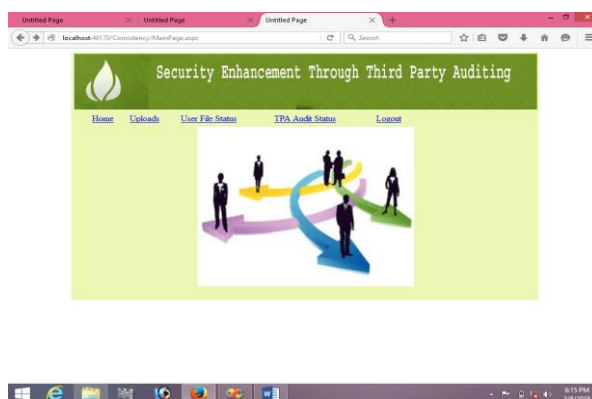 Untitled Page Untitled Page Untitled Page
localhost:49170/Consistency/MainPage.aspx Search
Security Enhancement Through Third Party Auditing
Home Uploads User File Status TPA Audit Status Logout
6:15 PM